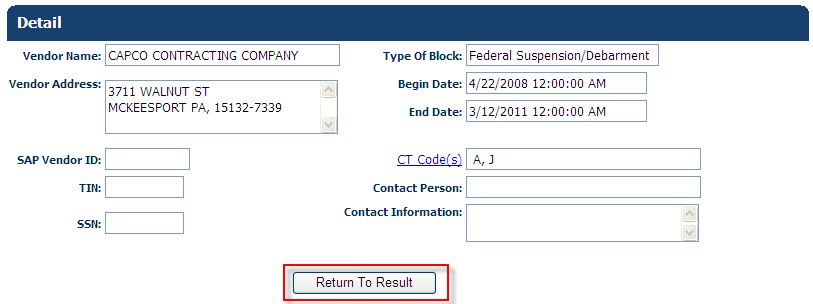 Detail
Vendor Name: CAPCO CONTRACTING COMPANY
Type Of Block: Federal Suspension/Debarment
Vendor Address: 3711 WALNUT ST
MCKEESPORT PA, 15132-7339
Begin Date: 4/22/2008 12:00:00 AM
End Date: 3/12/2011 12:00:00 AM
SAP Vendor ID:
CT Code(s) A, J
TIN:
Contact Person:
SSN:
Contact Information:
Return To Result